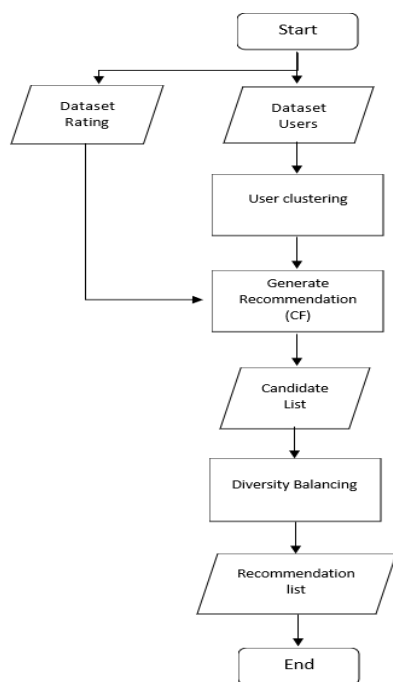 Start
Dataset
Rating
Dataset
Users
User clustering
Generate
Recommendation
(CF)
Candidate
List
Diversity Balancing
Recommendation
list
End